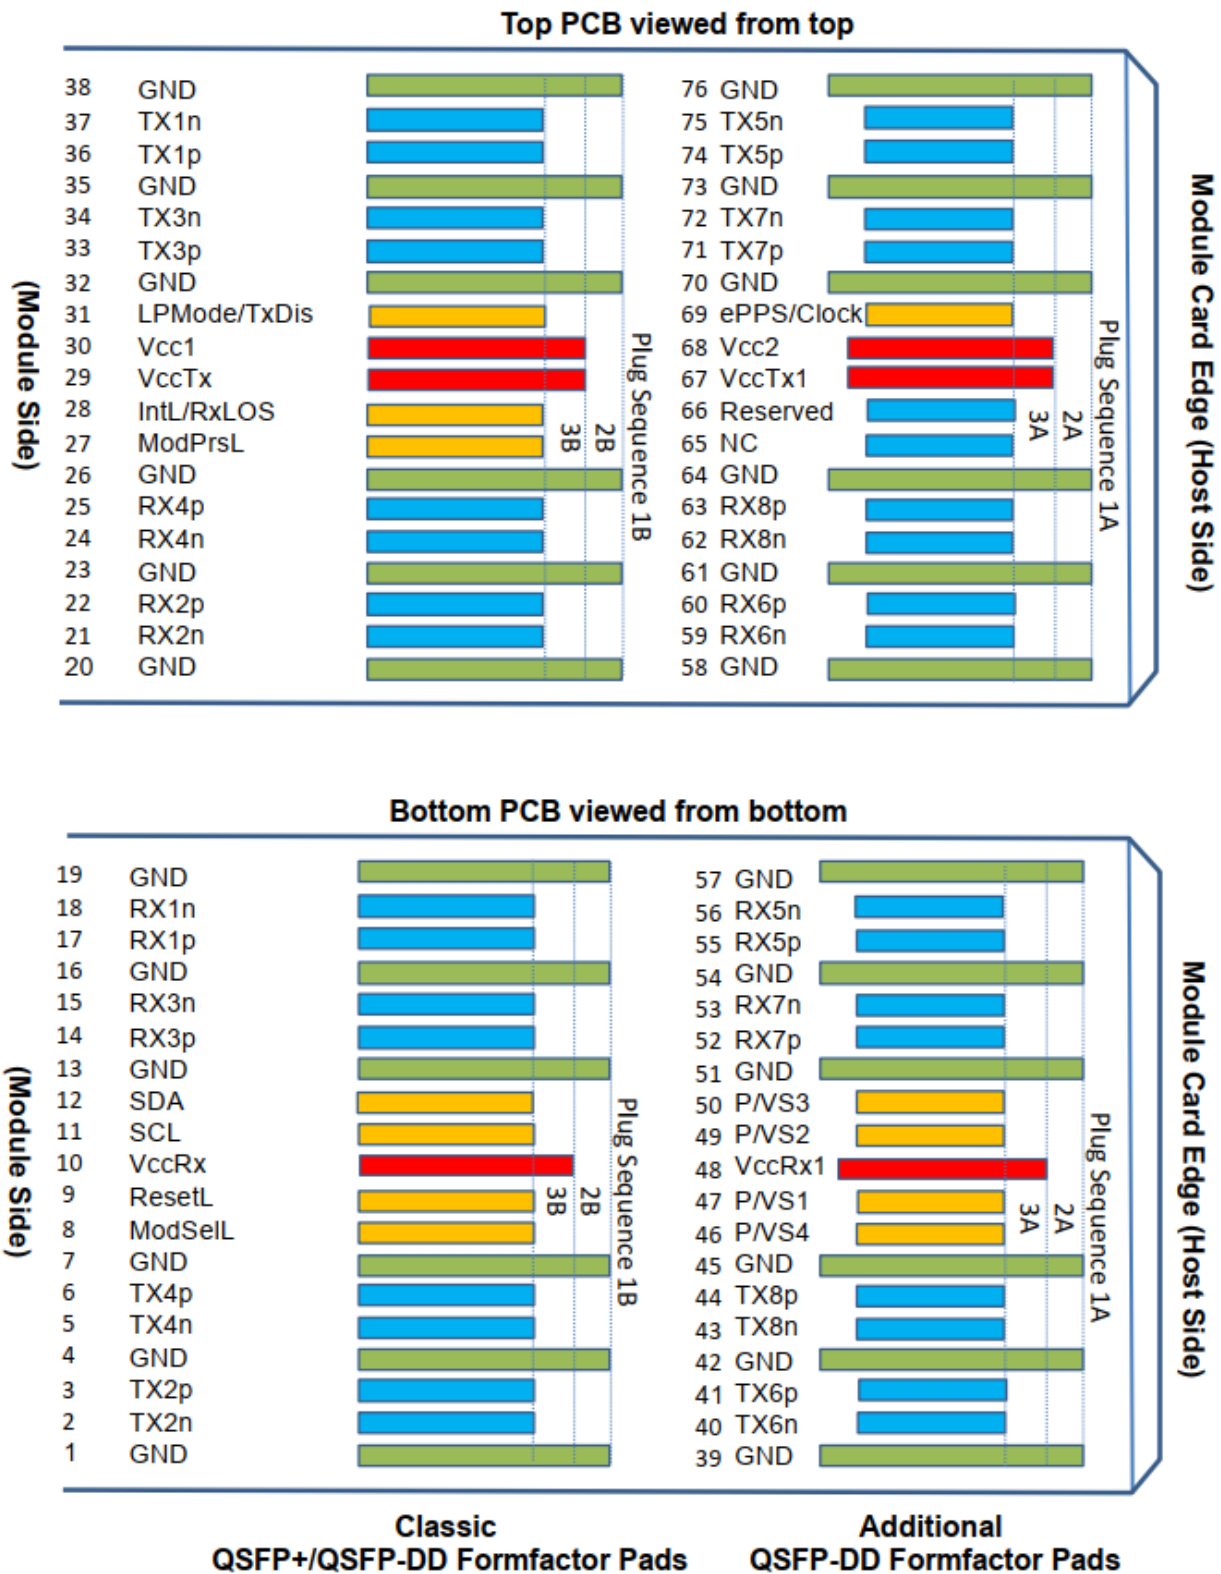 Top PCB viewed from top
38 GND 76 GND
37 TX1n 75 TX5n
36 TX1p 74 TX5p
35 GND 73 GND
34 TX3n 72 TX7n
33 TX3p 71 TX7p
32 GND 70 GND
31 LPMode/TxDis 69 ePPS/Clock
30 Vcc1 68 Vcc2
29 VccTx 67 VccTx1
28 IntL/RxLOS 66 Reserved
27 ModPrsL 65 NC
26 GND 64 GND
25 RX4p 63 RX8p
24 RX4n 62 RX8n
23 GND 61 GND
22 RX2p 60 RX6p
21 RX2n 59 RX6n
20 GND 58 GND
(Module Side)
3B
2B
Plug Sequence 1B
3A
2A
Plug Sequence 1A
Module Card Edge (Host Side)
Bottom PCB viewed from bottom
19 GND 57 GND
18 RX1n 56 RX5n
17 RX1p 55 RX5p
16 GND 54 GND
15 RX3n 53 RX7n
14 RX3p 52 RX7p
13 GND 51 GND
12 SDA 50 P/VS3
11 SCL 49 P/VS2
10 VccRx 48 VccRx1
9 ResetL 47 P/VS1
8 ModSelL 46 P/VS4
7 GND 45 GND
6 TX4p 44 TX8p
5 TX4n 43 TX8n
4 GND 42 GND
3 TX2p 41 TX6p
2 TX2n 40 TX6n
1 GND 39 GND
(Module Side)
3B
2B
Plug Sequence 1B
3A
2A
Plug Sequence 1A
Module Card Edge (Host Side)
Classic
QSFP+/QSFP-DD Formfactor Pads
Additional
QSFP-DD Formfactor Pads